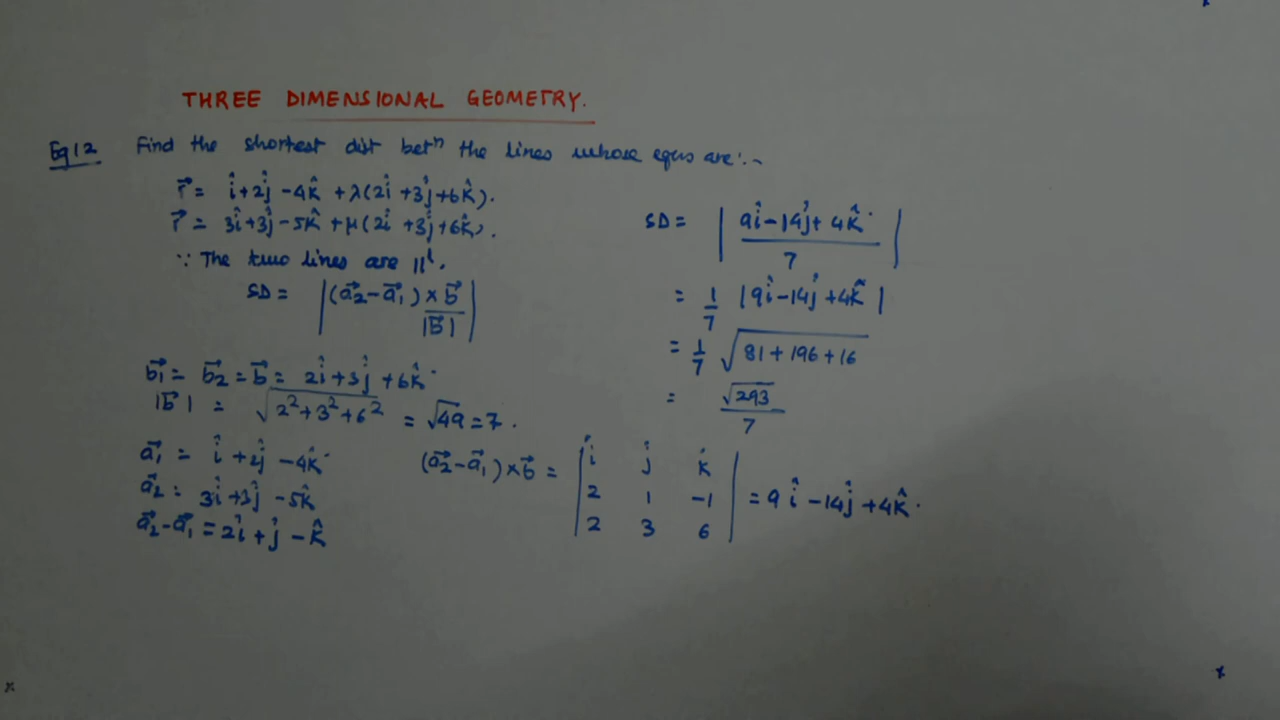 THREE DIMENSIONAL GEOMETRY.
Eg 12 Find the shortest dist betⁿ the lines whose eqns are :~
r⃗ = î+2ĵ -4k̂ +λ(2î +3ĵ+6k̂).
r⃗ = 3î+3ĵ-5k̂ +μ(2î +3ĵ+6k̂).
∵ The two lines are ||ˡ.
SD = |(a⃗2-a⃗1) × b⃗ / |b⃗||
b⃗1 = b⃗2 = b⃗ = 2î+3ĵ +6k̂.
|b⃗| = √2²+3²+6² = √49 = 7.
a⃗1 = î +2ĵ -4k̂
a⃗2 = 3î+3ĵ -5k̂
a⃗2-a⃗1 = 2î+ĵ -k̂
(a⃗2-a⃗1)×b⃗ = | î ĵ k̂
2 1 -1
2 3 6 | = 9î -14ĵ +4k̂.
SD = | 9î-14ĵ+4k̂ / 7 |
= 1/7 |9î-14ĵ+4k̂|
= 1/7 √81+196+16
= √293 / 7